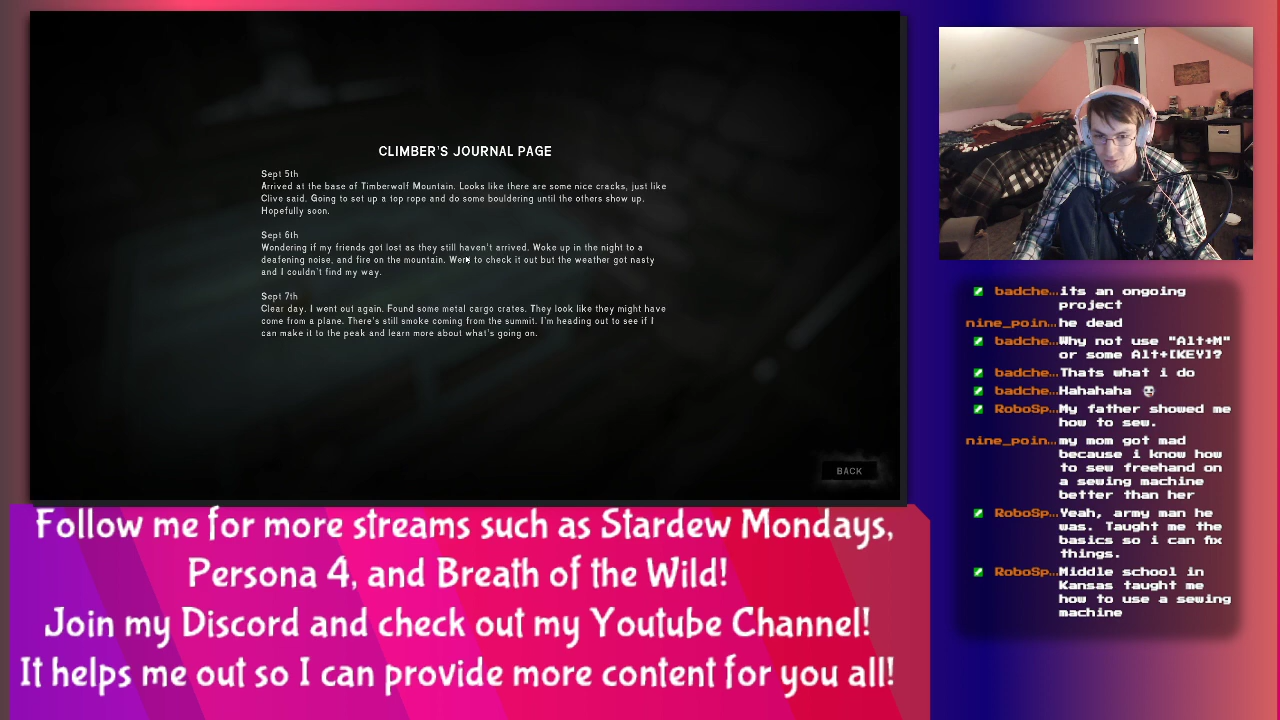 CLIMBER'S JOURNAL PAGE
Sept 5th
Arrived at the base of Timberwolf Mountain. Looks like there are some nice cracks, just like
Clive said. Going to set up a top rope and do some bouldering until the others show up.
Hopefully soon.
Sept 6th
Wondering if my friends got lost as they still haven't arrived. Woke up in the night to a
deafening noise, and fire on the mountain. Went to check it out but the weather got nasty
and I couldn't find my way.
Sept 7th
Clear day. I went out again. Found some metal cargo crates. They look like they might have
come from a plane. There's still smoke coming from the summit. I'm heading out to see if I
can make it to the peak and learn more about what's going on.
BACK
Follow me for more streams such as Stardew Mondays,
Persona 4, and Breath of the Wild!
Join my Discord and check out my Youtube Channel!
It helps me out so I can provide more content for you all!
badche… its an ongoing
project
nine_poin… he dead
badche… Why not use "Alt+M"
or some Alt+[KEY]?
badche… Thats what i do
badche… Hahahaha
RoboSp… My father showed me
how to sew.
nine_poin… my mom got mad
because i know how
to sew freehand on
a sewing machine
better than her
RoboSp… Yeah, army man he
was. Taught me the
basics so i can fix
things.
RoboSp… Middle school in
Kansas taught me
how to use a sewing
machine